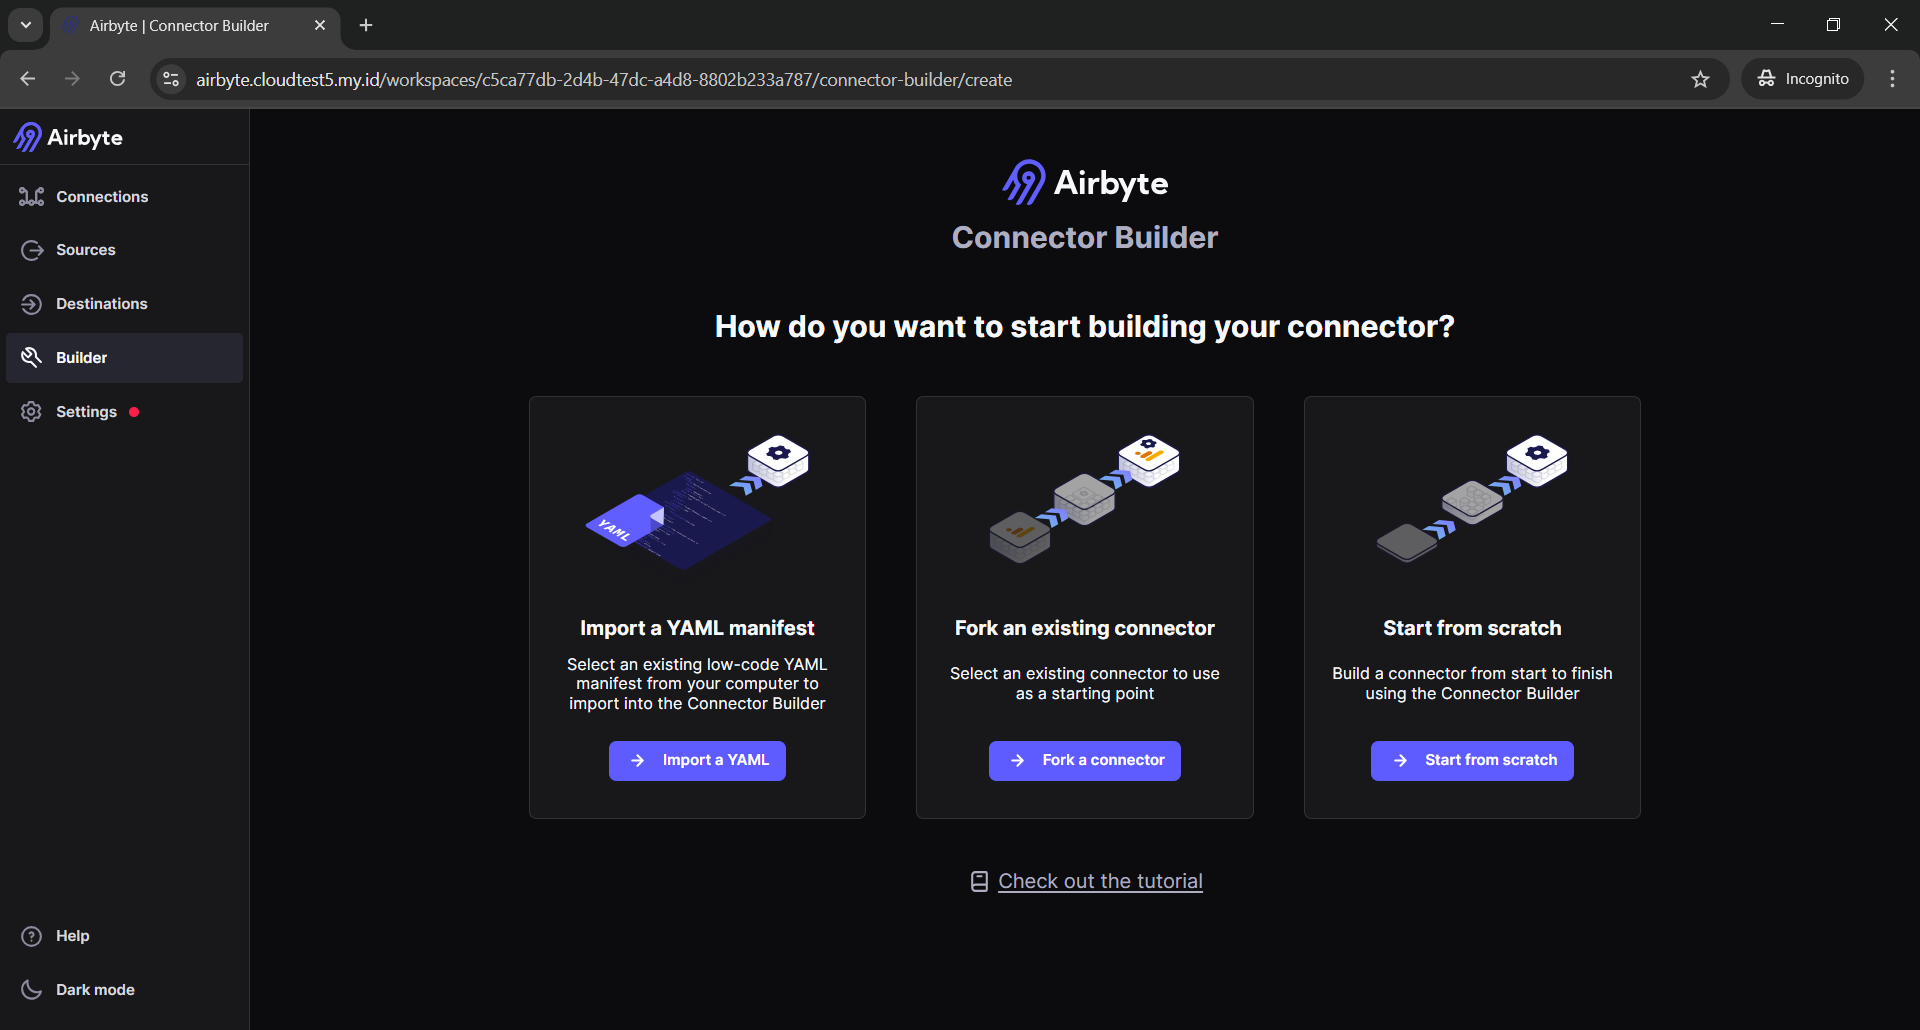 Airbyte | Connector Builder
airbyte.cloudtest5.my.id/workspaces/c5ca77db-2d4b-47dc-a4d8-8802b233a787/connector-builder/create
Incognito
Airbyte
Connections
Sources
Destinations
Builder
Settings
Help
Dark mode
Airbyte
Connector Builder
How do you want to start building your connector?
YAML
Import a YAML manifest
Select an existing low-code YAML
manifest from your computer to
import into the Connector Builder
Import a YAML
Fork an existing connector
Select an existing connector to use
as a starting point
Fork a connector
Start from scratch
Build a connector from start to finish
using the Connector Builder
Start from scratch
Check out the tutorial